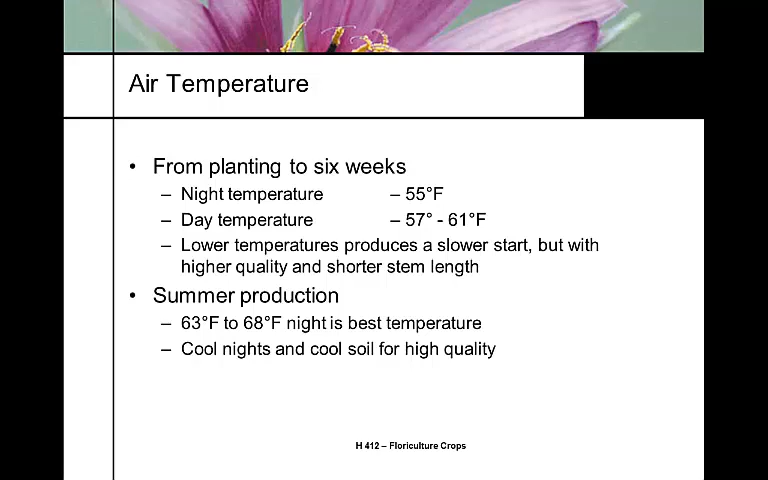 Air Temperature
• From planting to six weeks
– Night temperature – 55°F
– Day temperature – 57° - 61°F
– Lower temperatures produces a slower start, but with
higher quality and shorter stem length
• Summer production
– 63°F to 68°F night is best temperature
– Cool nights and cool soil for high quality
H 412 – Floriculture Crops